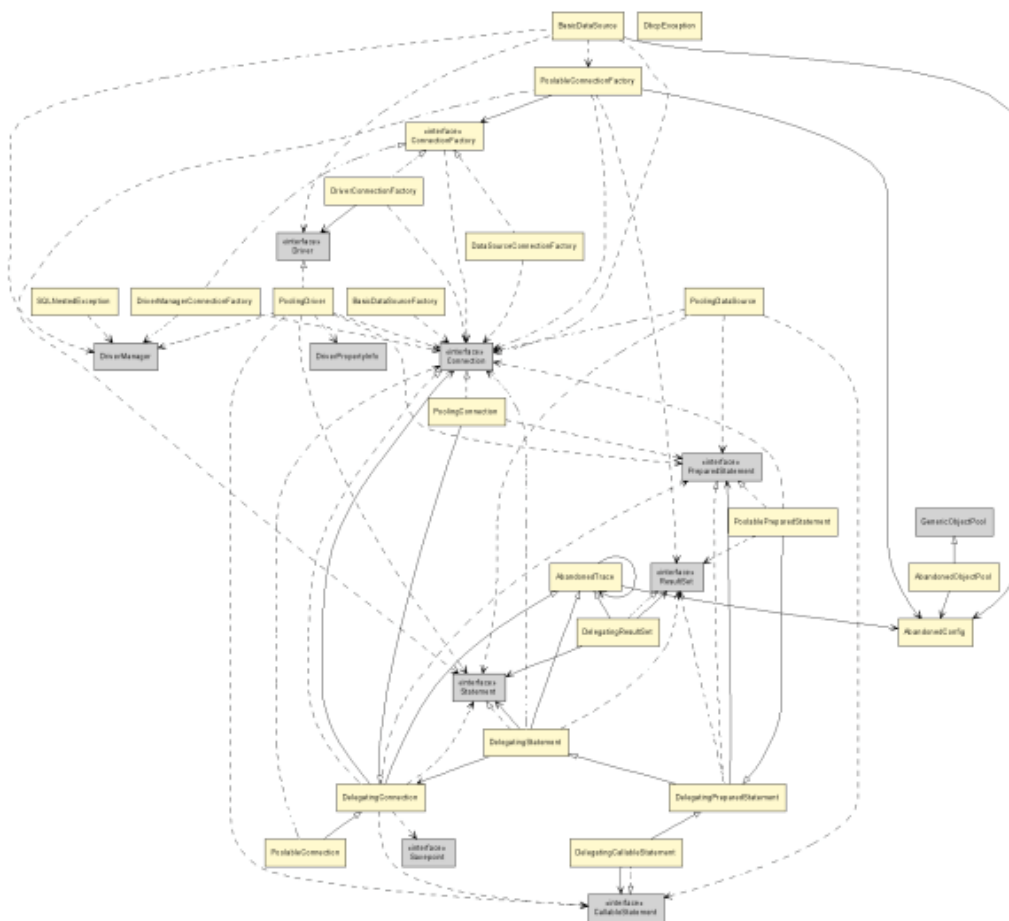 BasicDataSource
DbcpException
PoolableConnectionFactory
«interface»
ConnectionFactory
DriverConnectionFactory
«interface»
Driver
DataSourceConnectionFactory
SQLNestedException
DriverManagerConnectionFactory
PoolingDriver
BasicDataSourceFactory
PoolingDataSource
DriverManager
DriverPropertyInfo
«interface»
Connection
PoolingConnection
«interface»
PreparedStatement
PoolablePreparedStatement
GenericObjectPool
AbandonedTrace
«interface»
ResultSet
AbandonedObjectPool
DelegatingResultSet
AbandonedConfig
«interface»
Statement
DelegatingStatement
DelegatingConnection
DelegatingPreparedStatement
PoolableConnection
«interface»
Savepoint
DelegatingCallableStatement
«interface»
CallableStatement